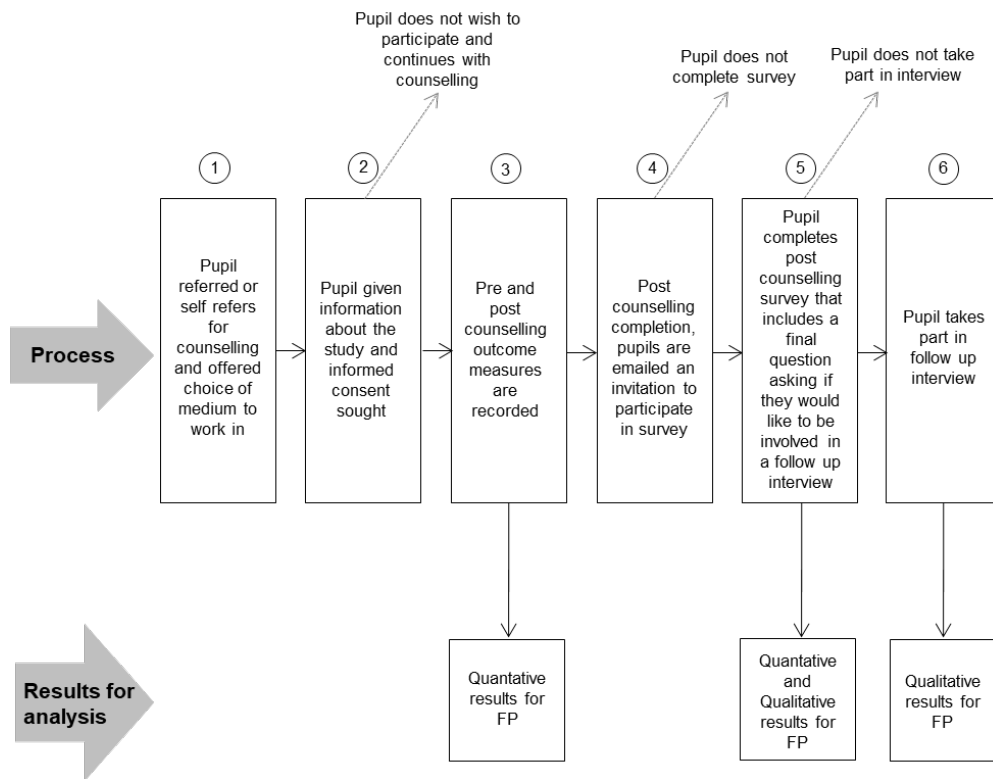 Pupil does not wish to
participate and
continues with
counselling
Pupil does not
complete survey
Pupil does not take
part in interview
1
2
3
4
5
6
Process
Pupil
referred or
self refers
for
counselling
and offered
choice of
medium to
work in
Pupil given
information
about the
study and
informed
consent
sought
Pre and
post
counselling
outcome
measures
are
recorded
Post
counselling
completion,
pupils are
emailed an
invitation to
participate
in survey
Pupil
completes
post
counselling
survey that
includes a
final
question
asking if
they would
like to be
involved in
a follow up
interview
Pupil takes
part in
follow up
interview
Results for
analysis
Quantative
results for
FP
Quantative
and
Qualitative
results for
FP
Qualitative
results for
FP